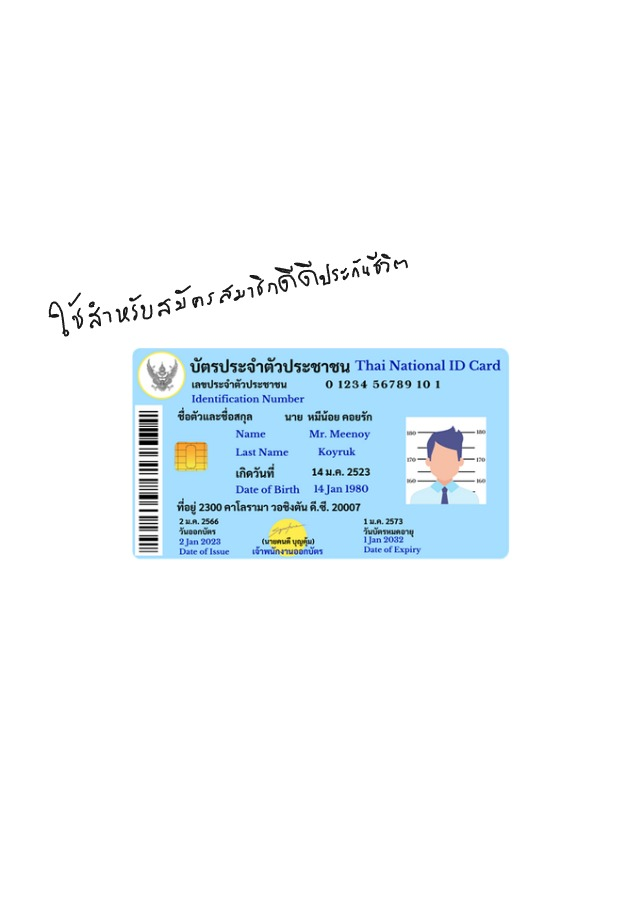 ใช้สำหรับสมัครสมาชิกดีดีประกันชีวิต
บัตรประจำตัวประชาชน Thai National ID Card
เลขประจำตัวประชาชน 0 1234 56789 10 1
Identification Number
ชื่อตัวและชื่อสกุล นาย หมีน้อย คอยรัก
Name Mr. Meenoy
Last Name Koyruk
เกิดวันที่ 14 ม.ค. 2523
Date of Birth 14 Jan 1980
180 180
170 170
160 160
ที่อยู่ 2300 คาโลรามา วอชิงตัน ดี.ซี. 20007
2 ม.ค. 2566 1 ม.ค. 2573
วันออกบัตร วันบัตรหมดอายุ
2 Jan 2023 (นายคนดี บุญคุ้ม) 1 Jan 2032
Date of Issue เจ้าพนักงานออกบัตร Date of Expiry